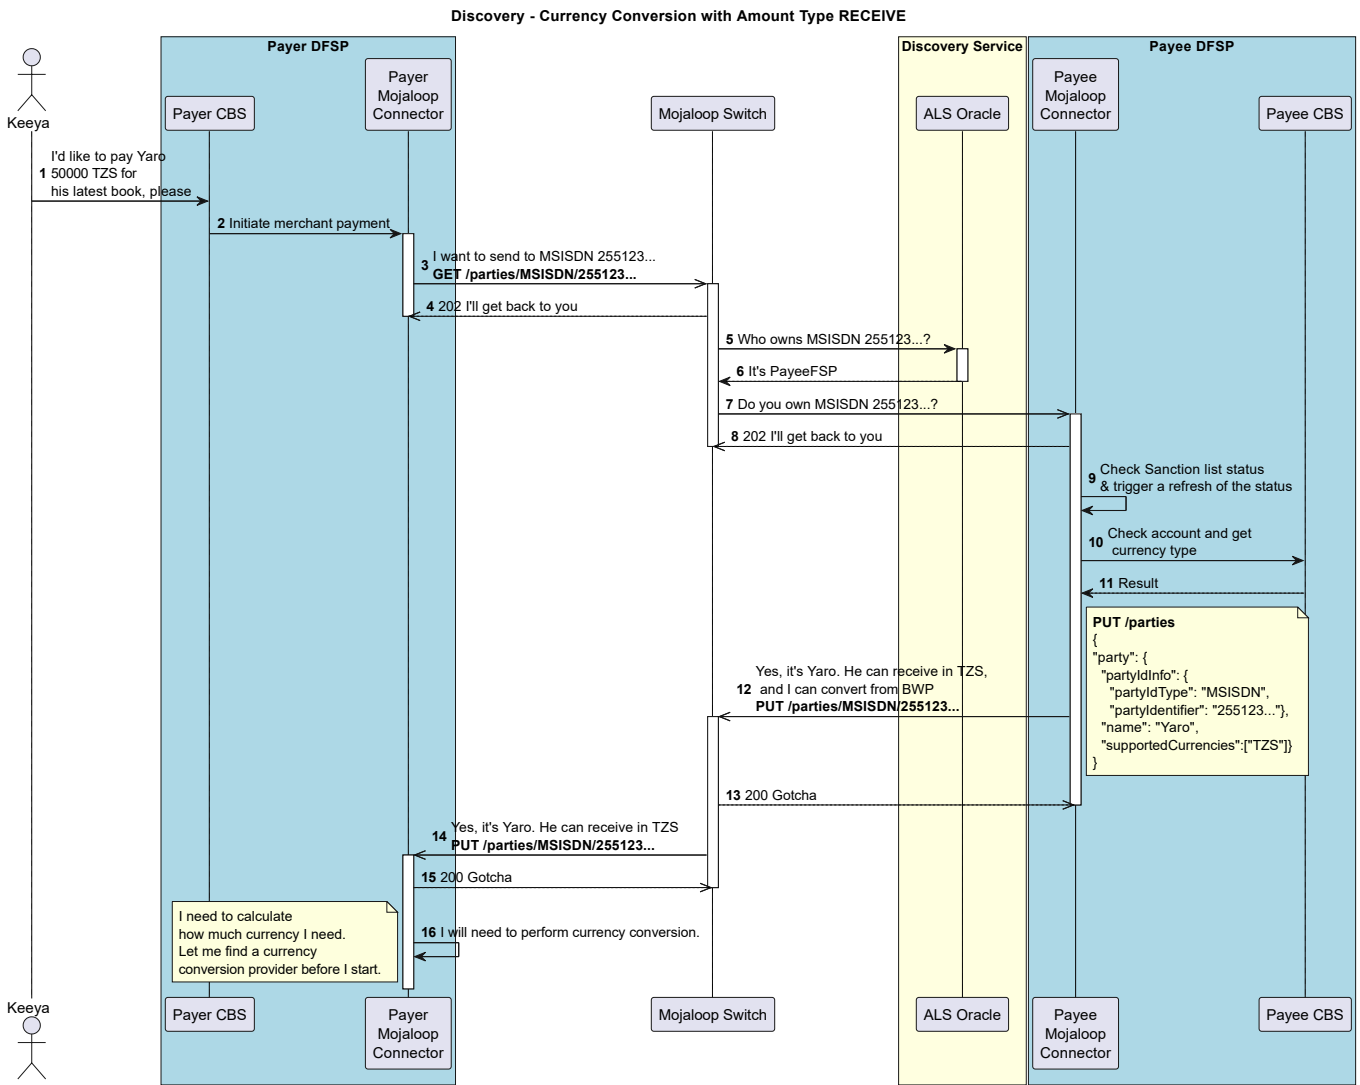 Discovery - Currency Conversion with Amount Type RECEIVE
Payer DFSP
Discovery Service
Payee DFSP
Keeya
Payer CBS
Payer
Mojaloop
Connector
Mojaloop Switch
ALS Oracle
Payee
Mojaloop
Connector
Payee CBS
I'd like to pay Yaro
1 50000 TZS for
his latest book, please
2 Initiate merchant payment
I want to send to MSISDN 255123...
3 GET /parties/MSISDN/255123...
4 202 I'll get back to you
5 Who owns MSISDN 255123...?
6 It's PayeeFSP
7 Do you own MSISDN 255123...?
8 202 I'll get back to you
Check Sanction list status
9 & trigger a refresh of the status
Check account and get
10 currency type
11 Result
PUT /parties
{
"party": {
"partyIdInfo": {
"partyIdType": "MSISDN",
"partyIdentifier": "255123..."},
"name": "Yaro",
"supportedCurrencies":["TZS"]}
}
Yes, it's Yaro. He can receive in TZS,
12 and I can convert from BWP
PUT /parties/MSISDN/255123...
13 200 Gotcha
Yes, it's Yaro. He can receive in TZS
14 PUT /parties/MSISDN/255123...
15 200 Gotcha
I need to calculate
how much currency I need.
Let me find a currency
conversion provider before I start.
16 I will need to perform currency conversion.
Keeya
Payer CBS
Payer
Mojaloop
Connector
Mojaloop Switch
ALS Oracle
Payee
Mojaloop
Connector
Payee CBS